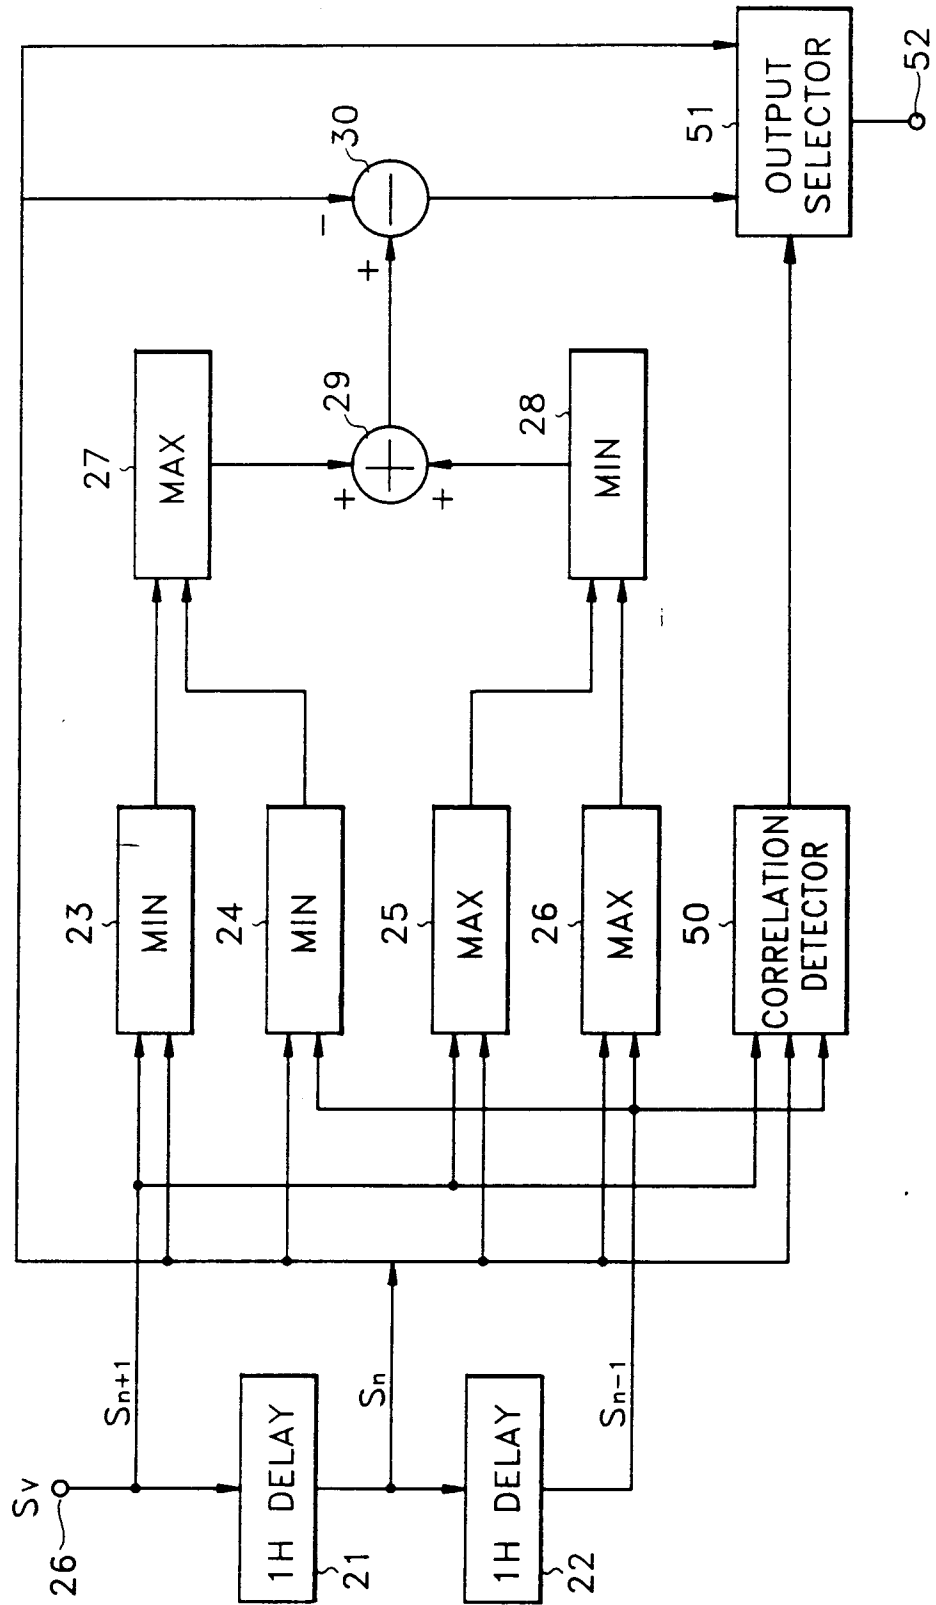 Sv
26
Sn+1
1H DELAY
21
Sn
1H DELAY
22
Sn-1
23
MIN
24
MIN
25
MAX
26
MAX
50
CORRELATION
DETECTOR
27
MAX
28
MIN
29
+
+
30
+
-
51
OUTPUT
SELECTOR
52